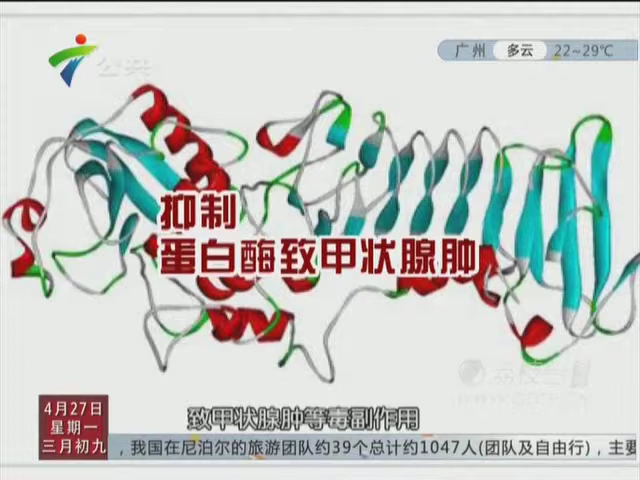 公共
广州 多云 22~29℃
抑制
蛋白酶致甲状腺肿
致甲状腺肿等毒副作用
4月27日
星期一
三月初九
，我国在尼泊尔的旅游团队约39个总计约1047人(团队及自由行)，主要